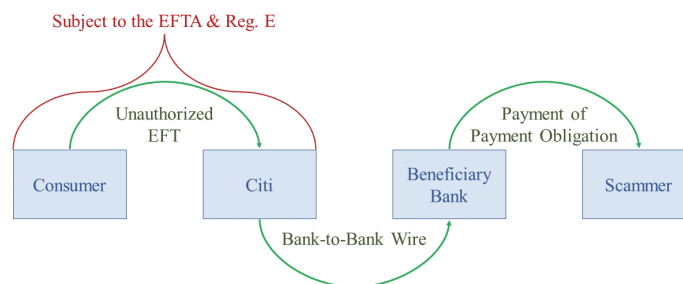 Subject to the EFTA & Reg. E
Unauthorized
EFT
Payment of
Payment Obligation
Consumer
Citi
Beneficiary
Bank
Scammer
Bank-to-Bank Wire